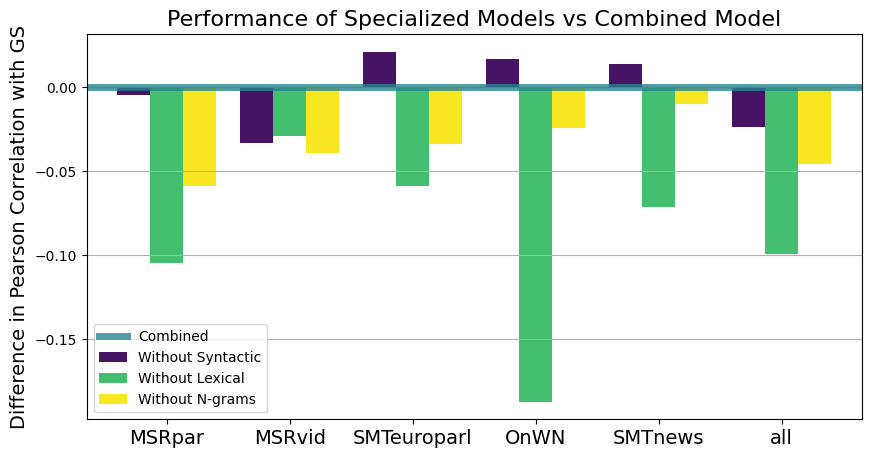 Performance of Specialized Models vs Combined Model
Difference in Pearson Correlation with GS
0.00
−0.05
−0.10
−0.15
Combined
Without Syntactic
Without Lexical
Without N-grams
MSRpar MSRvid SMTeuroparl OnWN SMTnews all